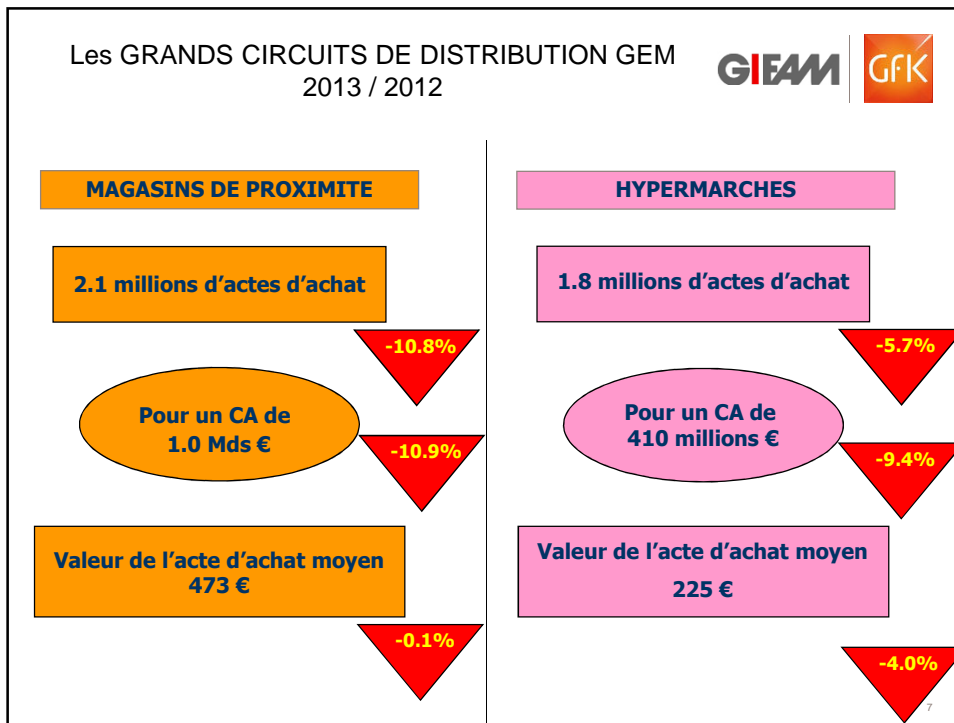 Les GRANDS CIRCUITS DE DISTRIBUTION GEM
2013 / 2012
GIFAM
GfK
MAGASINS DE PROXIMITE
2.1 millions d’actes d’achat
-10.8%
Pour un CA de
1.0 Mds €
-10.9%
Valeur de l’acte d’achat moyen
473 €
-0.1%
HYPERMARCHES
1.8 millions d’actes d’achat
-5.7%
Pour un CA de
410 millions €
-9.4%
Valeur de l’acte d’achat moyen
225 €
-4.0%
7